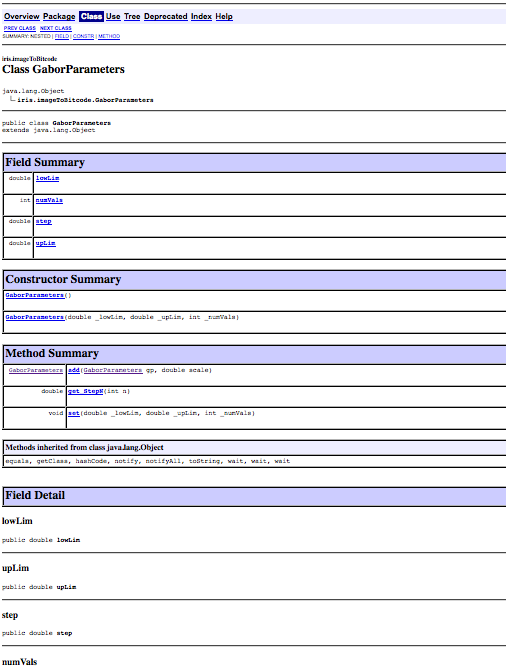 Overview Package Class Use Tree Deprecated Index Help
PREV CLASS NEXT CLASS
SUMMARY: NESTED | FIELD | CONSTR | METHOD
iris.imageToBitcode
Class GaborParameters
java.lang.Object
iris.imageToBitcode.GaborParameters
public class GaborParameters
extends java.lang.Object
Field Summary
double lowLim
int numVals
double step
double upLim
Constructor Summary
GaborParameters()
GaborParameters(double _lowLim, double _upLim, int _numVals)
Method Summary
GaborParameters add(GaborParameters gp, double scale)
double get_StepN(int n)
void set(double _lowLim, double _upLim, int _numVals)
Methods inherited from class java.lang.Object
equals, getClass, hashCode, notify, notifyAll, toString, wait, wait, wait
Field Detail
lowLim
public double lowLim
upLim
public double upLim
step
public double step
numVals